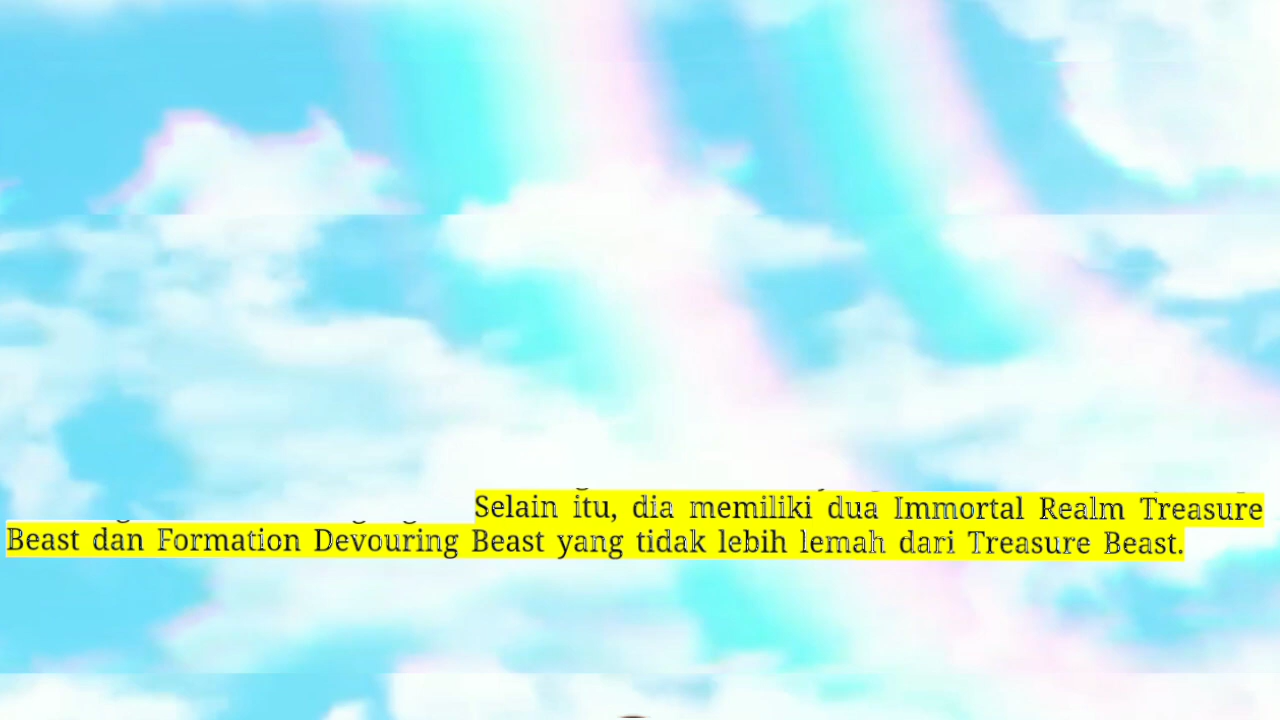 Selain itu, dia memiliki dua Immortal Realm Treasure
Beast dan Formation Devouring Beast yang tidak lebih lemah dari Treasure Beast.